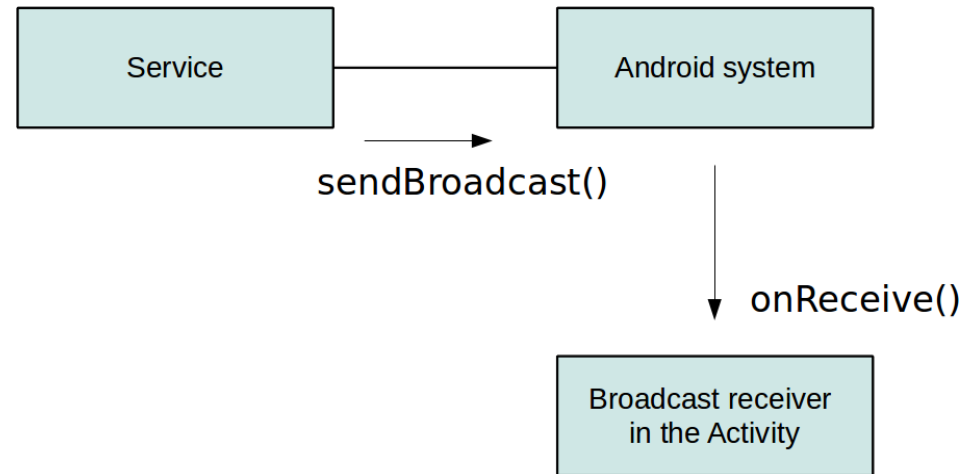 Service
Android system
sendBroadcast()
onReceive()
Broadcast receiver
in the Activity